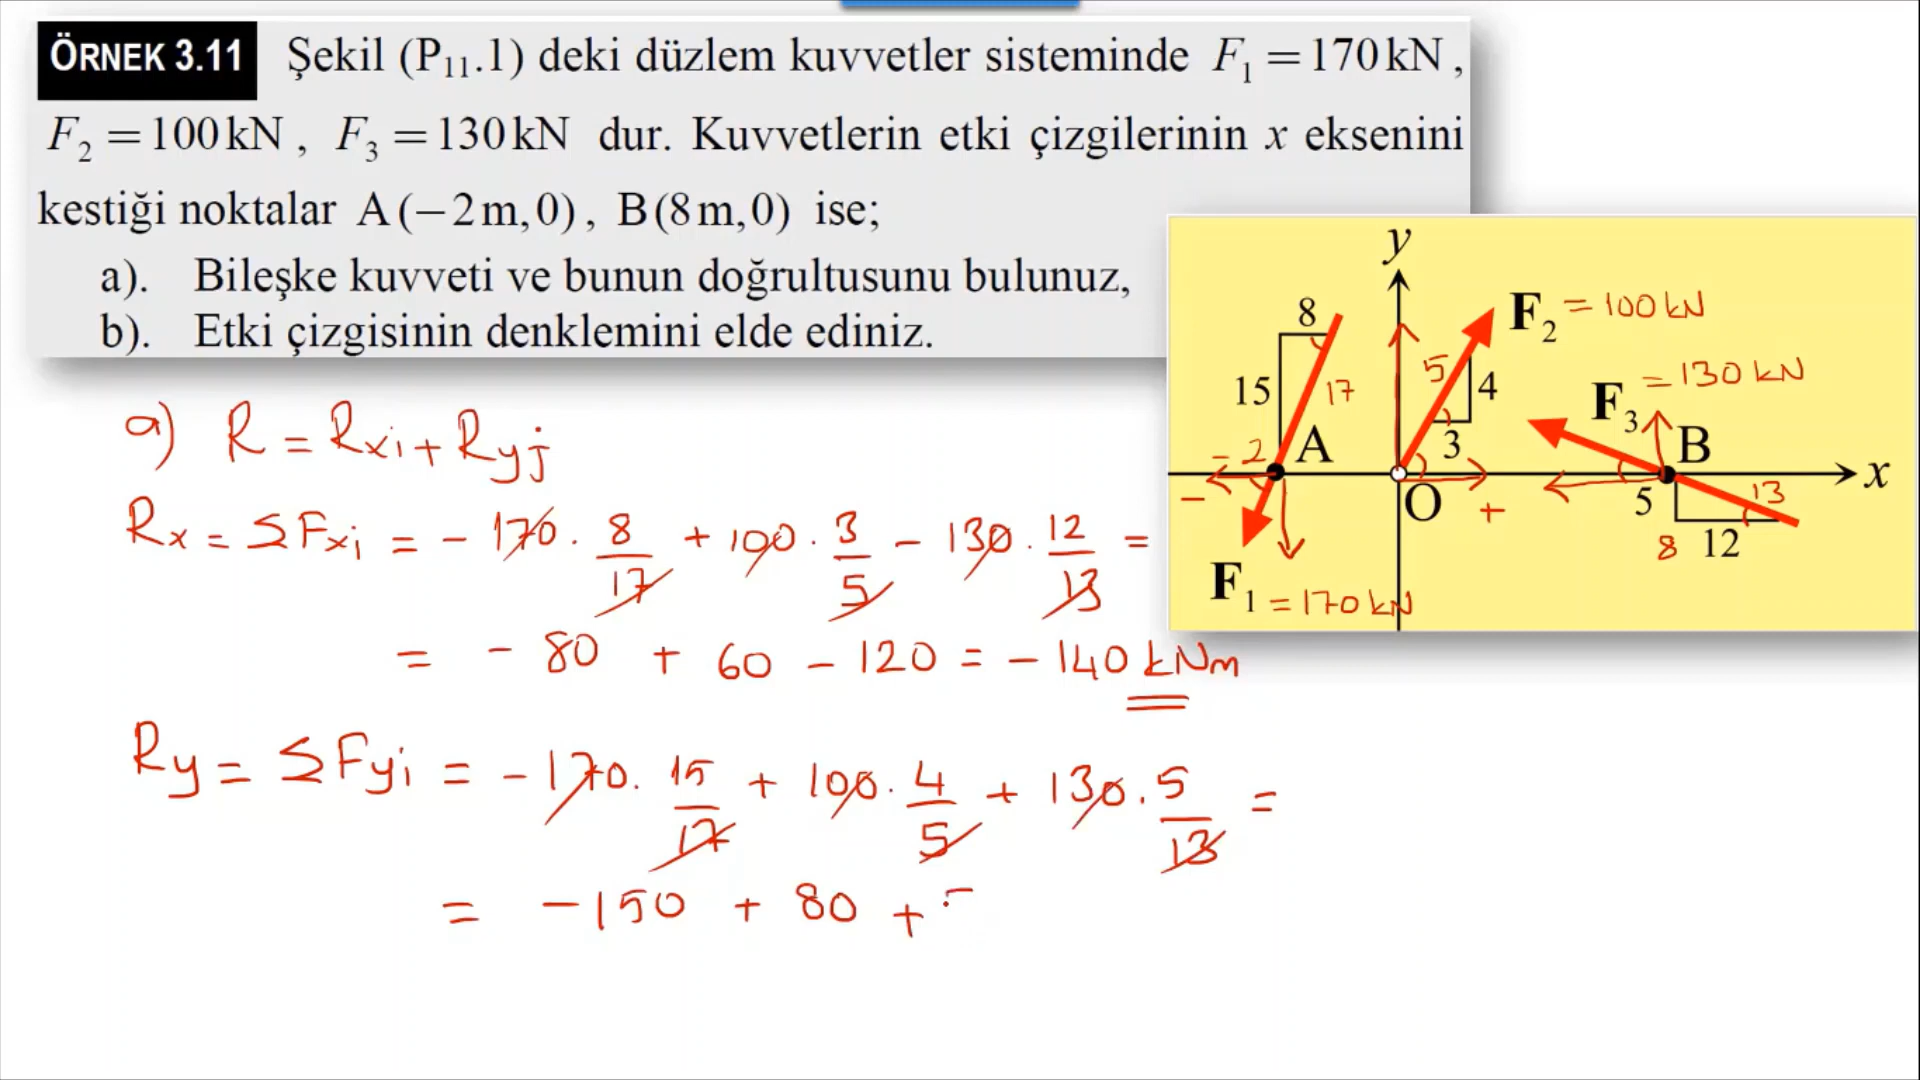 ÖRNEK 3.11 Şekil (P₁₁.1) deki düzlem kuvvetler sisteminde F₁ = 170 kN,
F₂ = 100 kN, F₃ = 130 kN dur. Kuvvetlerin etki çizgilerinin x eksenini
kestiği noktalar A(−2 m, 0), B(8 m, 0) ise;
a). Bileşke kuvveti ve bunun doğrultusunu bulunuz,
b). Etki çizgisinin denklemini elde ediniz.
y
8
F₂ = 100 kN
15
17
5
4
F₃ = 130 kN
3
-2
A
B
x
-
O
+
5
13
8
12
F₁ = 170 kN
a) R = Rxi + Ryj
Rx = ΣFxi = - 170 . 8/17 + 100 . 3/5 - 130 . 12/13 =
= - 80 + 60 - 120 = - 140 kNm
Ry = ΣFyi = - 170 . 15/17 + 100 . 4/5 + 130 . 5/13 =
= - 150 + 80 +